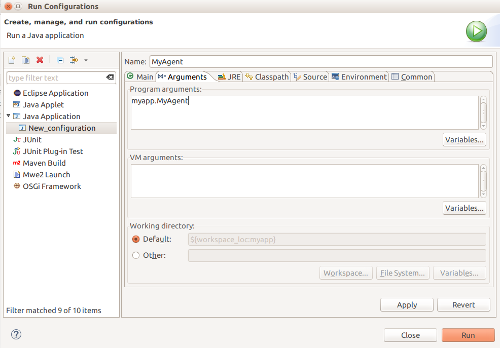 Run Configurations
Create, manage, and run configurations
Run a Java application
type filter text
Eclipse Application
Java Applet
Java Application
New_configuration
JUnit
JUnit Plug-in Test
Maven Build
Mwe2 Launch
OSGi Framework
Filter matched 9 of 10 items
Name: MyAgent
Main Arguments JRE Classpath Source Environment Common
Program arguments:
myapp.MyAgent
Variables...
VM arguments:
Variables...
Working directory:
Default: ${workspace_loc:myapp}
Other:
Workspace... File System... Variables...
Apply Revert
Close Run